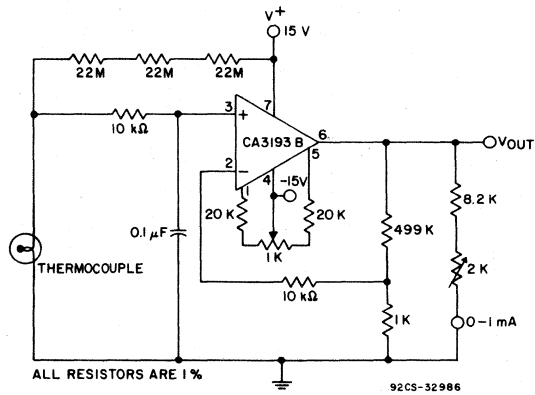 V+
15 V
22M 22M 22M
10 kΩ
3
+
7
CA3193 B
6
VOUT
2
−
1
4
5
-15V
20 K
20 K
1K
0.1 μF
THERMOCOUPLE
10 kΩ
499 K
1 K
8.2 K
2 K
0-1 mA
ALL RESISTORS ARE 1%
92CS-32986